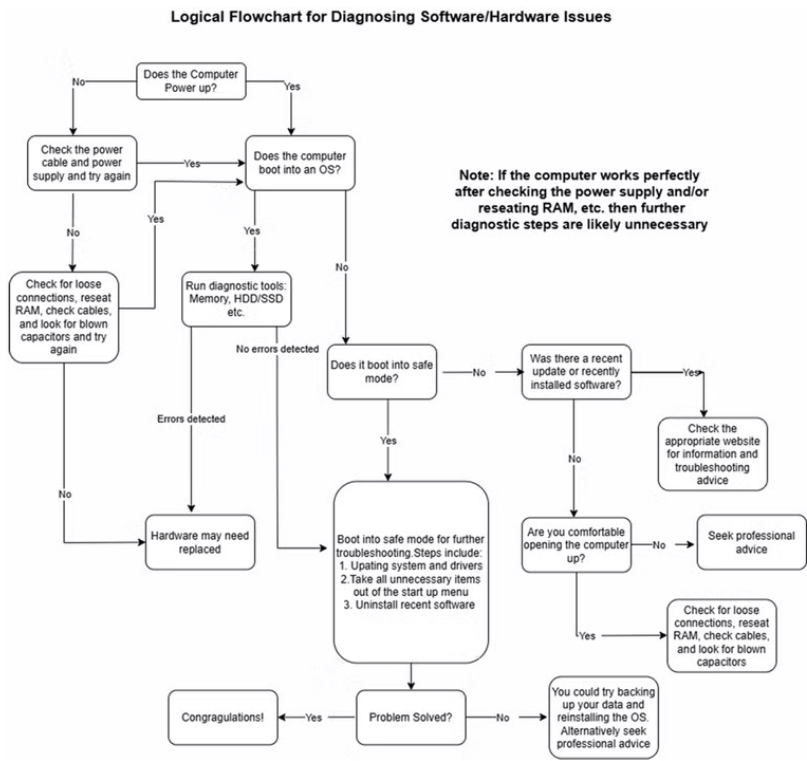 Logical Flowchart for Diagnosing Software/Hardware Issues
Does the Computer
Power up?
No
Yes
Check the power
cable and power
supply and try again
Yes
Does the computer
boot into an OS?
Note: If the computer works perfectly
after checking the power supply and/or
reseating RAM, etc. then further
diagnostic steps are likely unnecessary
No
Yes
Yes
No
Check for loose
connections, reseat
RAM, check cables,
and look for blown
capacitors and try
again
Run diagnostic tools:
Memory, HDD/SSD
etc.
No errors detected
Does it boot into safe
mode?
No
Was there a recent
update or recently
installed software?
Yes
Errors detected
Yes
No
Check the
appropriate website
for information and
troubleshooting
advice
No
Hardware may need
replaced
Boot into safe mode for further
troubleshooting.Steps include:
1. Upating system and drivers
2.Take all unnecessary items
out of the start up menu
3. Uninstall recent software
Are you comfortable
opening the computer
up?
No
Seek professional
advice
Yes
Check for loose
connections, reseat
RAM, check cables,
and look for blown
capacitors
Congragulations!
Yes
Problem Solved?
No
You could try backing
up your data and
reinstalling the OS.
Alternatively seek
professional advice